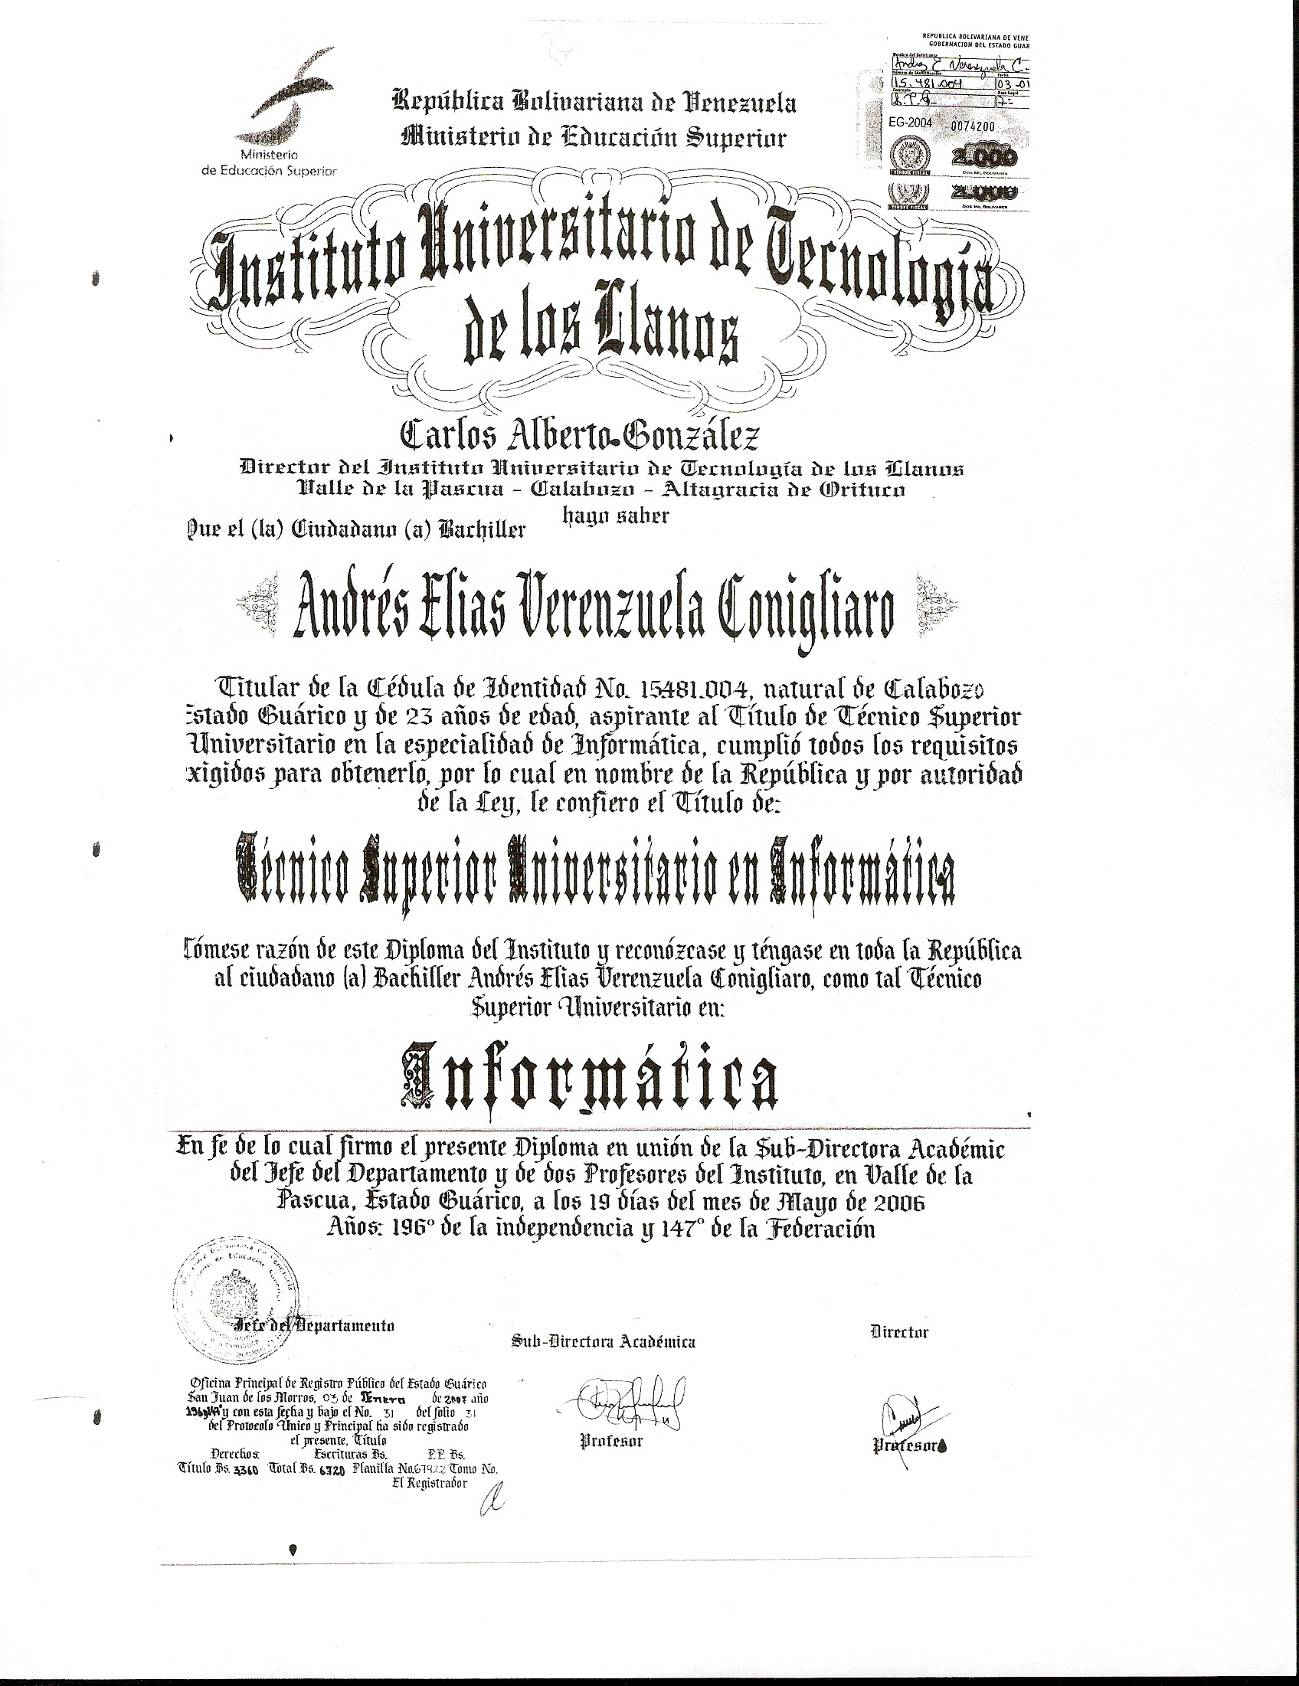 REPUBLICA BOLIVARIANA DE VENE
GOBERNACION DEL ESTADO GUAR
Andres E Verenzuela C.
15.481.004 03-01
EG-2004 0074200
2.000
DOS MIL BOLIVARES
TIMBRE FISCAL
2.000
DOS MIL BOLIVARES
TIMBRE FISCAL
Ministerio
de Educación Superior
República Bolivariana de Venezuela
Ministerio de Educación Superior
Instituto Universitario de Tecnología
de los Llanos
Carlos Alberto González
Director del Instituto Universitario de Tecnología de los Llanos
Valle de la Pascua - Calabozo - Altagracia de Orituco
hago saber
Que el (la) Ciudadano (a) Bachiller
Andrés Elias Verenzuela Conigliaro
Titular de la Cédula de Identidad No. 15481.004, natural de Calabozo
Estado Guárico y de 23 años de edad, aspirante al Título de Técnico Superior
Universitario en la especialidad de Informática, cumplió todos los requisitos
xigidos para obtenerlo, por lo cual en nombre de la República y por autoridad
de la Ley, le confiero el Título de:
Técnico Superior Universitario en Informática
Tómese razón de este Diploma del Instituto y reconózcase y téngase en toda la República
al ciudadano (a) Bachiller Andrés Elias Verenzuela Conigliaro, como tal Técnico
Superior Universitario en:
Informática
En fe de lo cual firmo el presente Diploma en unión de la Sub-Directora Académic
del Jefe del Departamento y de dos Profesores del Instituto, en Valle de la
Pascua, Estado Guárico, a los 19 días del mes de Mayo de 2006
Años: 196° de la independencia y 147° de la Federación
Jefe del Departamento
Sub-Directora Académica
Director
Oficina Principal de Registro Público del Estado Guárico
San Juan de los Morros, 03 de Enero de 2007 año
y con esta fecha y bajo el No. 31 del folio 31
del Protocolo Unico y Principal ha sido registrado
el presente, Título
Derechos: Escrituras Bs. P.P. Bs.
Título Bs. 3360 Total Bs. 6720 Planilla No. Tomo No.
El Registrador
Profesor
Profesor